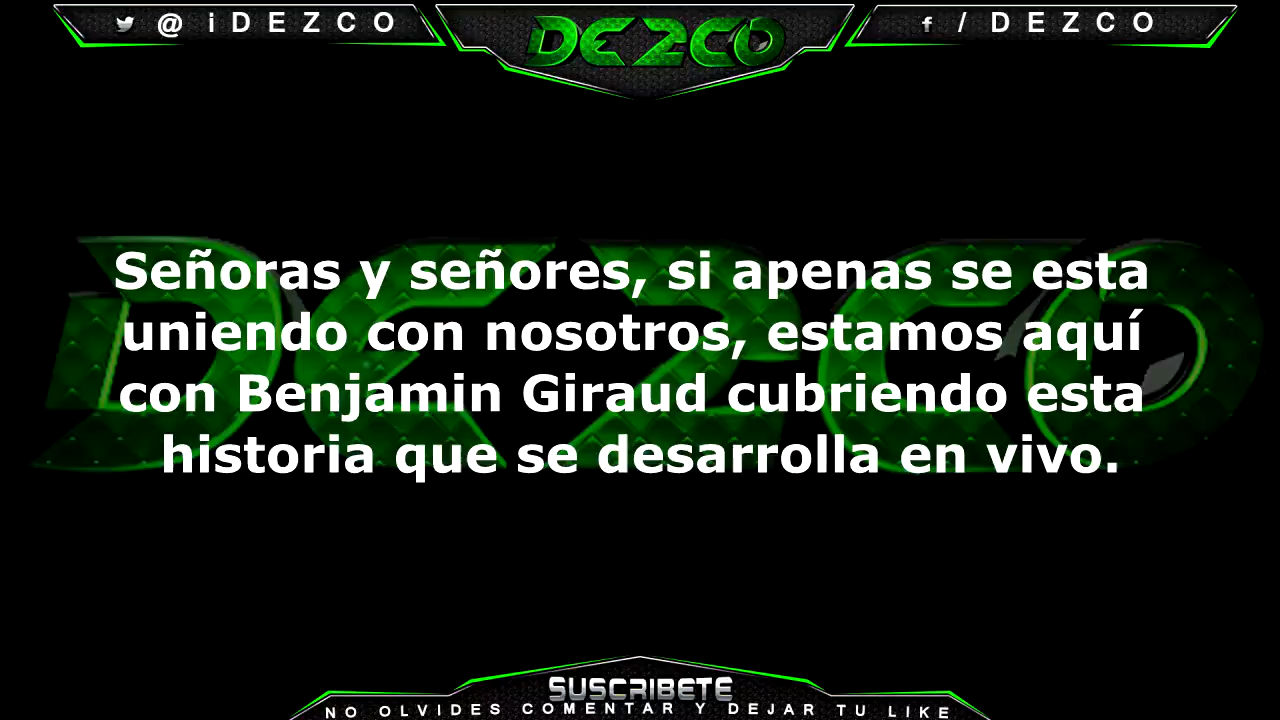 @iDEZCO
DEZCO
f / DEZCO
Señoras y señores, si apenas se esta
uniendo con nosotros, estamos aquí
con Benjamin Giraud cubriendo esta
historia que se desarrolla en vivo.
SUSCRIBETE
NO OLVIDES COMENTAR Y DEJAR TU LIKE